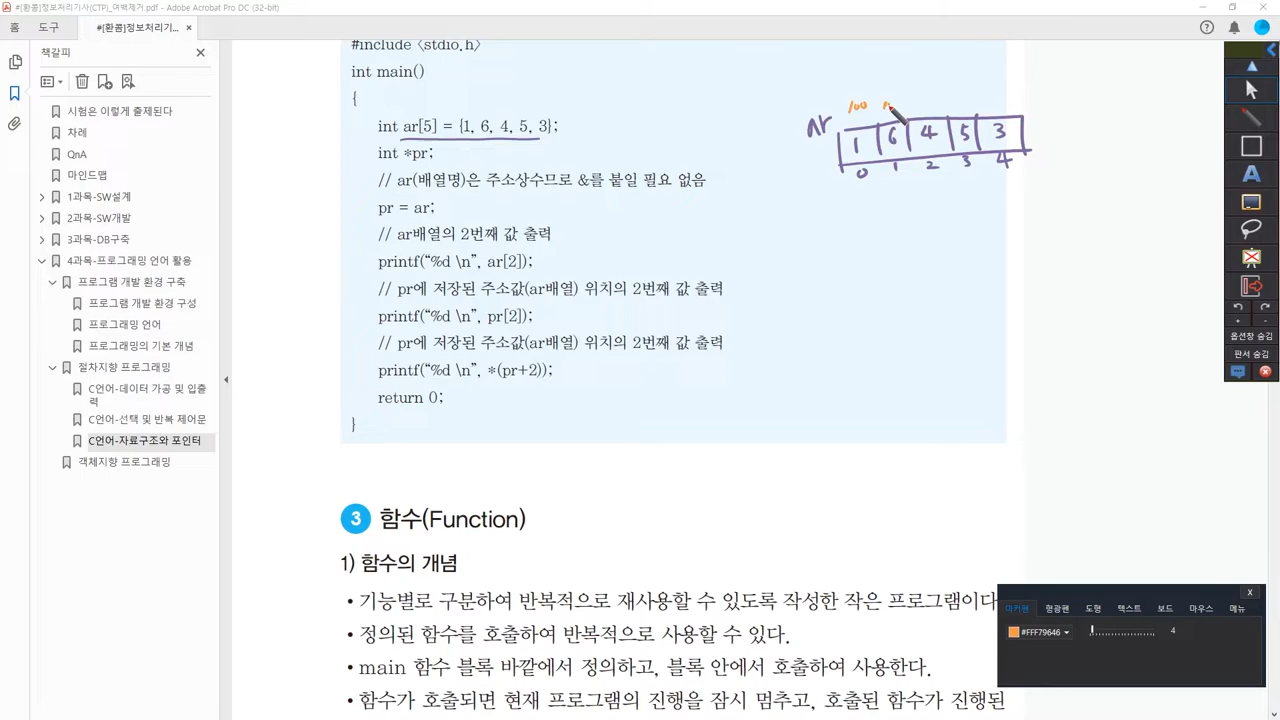 #[환콤]정보처리기사(CTP)_여백제거.pdf - Adobe Acrobat Pro DC (32-bit)
홈 도구 #[환콤]정보처리기... ×
책갈피
시험은 이렇게 출제된다
차례
QnA
마인드맵
1과목-SW설계
2과목-SW개발
3과목-DB구축
4과목-프로그래밍 언어 활용
프로그램 개발 환경 구축
프로그램 개발 환경 구성
프로그래밍 언어
프로그래밍의 기본 개념
절차지향 프로그래밍
C언어-데이터 가공 및 입출
력
C언어-선택 및 반복 제어문
C언어-자료구조와 포인터
객체지향 프로그래밍
#include <stdio.h>
int main()
{
int ar[5] = {1, 6, 4, 5, 3};
int *pr;
// ar(배열명)은 주소상수므로 &를 붙일 필요 없음
pr = ar;
// ar배열의 2번째 값 출력
printf(“%d \n”, ar[2]);
// pr에 저장된 주소값(ar배열) 위치의 2번째 값 출력
printf(“%d \n”, pr[2]);
// pr에 저장된 주소값(ar배열) 위치의 2번째 값 출력
printf(“%d \n”, *(pr+2));
return 0;
}
100
ar 1 6 4 5 3
0 1 2 3 4
3 함수(Function)
1) 함수의 개념
• 기능별로 구분하여 반복적으로 재사용할 수 있도록 작성한 작은 프로그램이다
• 정의된 함수를 호출하여 반복적으로 사용할 수 있다.
• main 함수 블록 바깥에서 정의하고, 블록 안에서 호출하여 사용한다.
• 함수가 호출되면 현재 프로그램의 진행을 잠시 멈추고, 호출된 함수가 진행된
A
옵션창 숨김
판서 숨김
마카펜 형광펜 도형 텍스트 보드 마우스 메뉴
#FFF79646 4